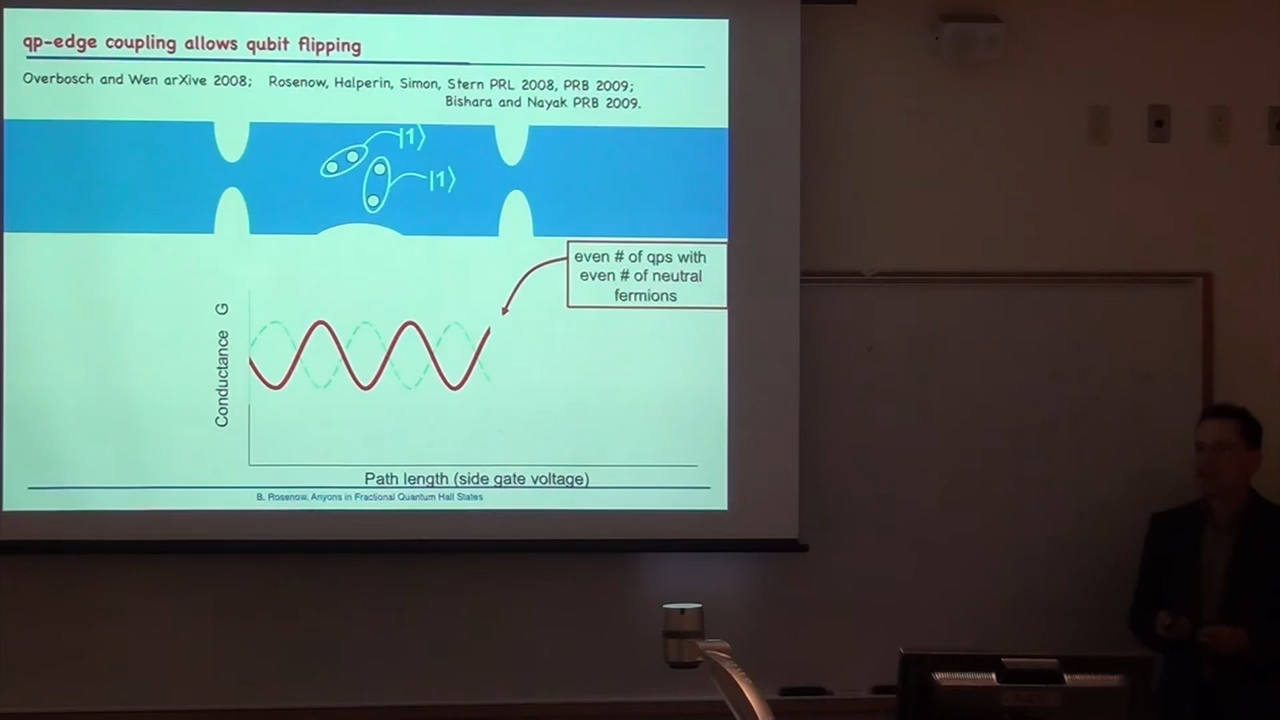 qp-edge coupling allows qubit flipping
Overbosch and Wen arXive 2008; Rosenow, Halperin, Simon, Stern PRL 2008, PRB 2009;
Bishara and Nayak PRB 2009.
|1⟩
|1⟩
even # of qps with
even # of neutral
fermions
Conductance G
Path length (side gate voltage)
B. Rosenow, Anyons in Fractional Quantum Hall States